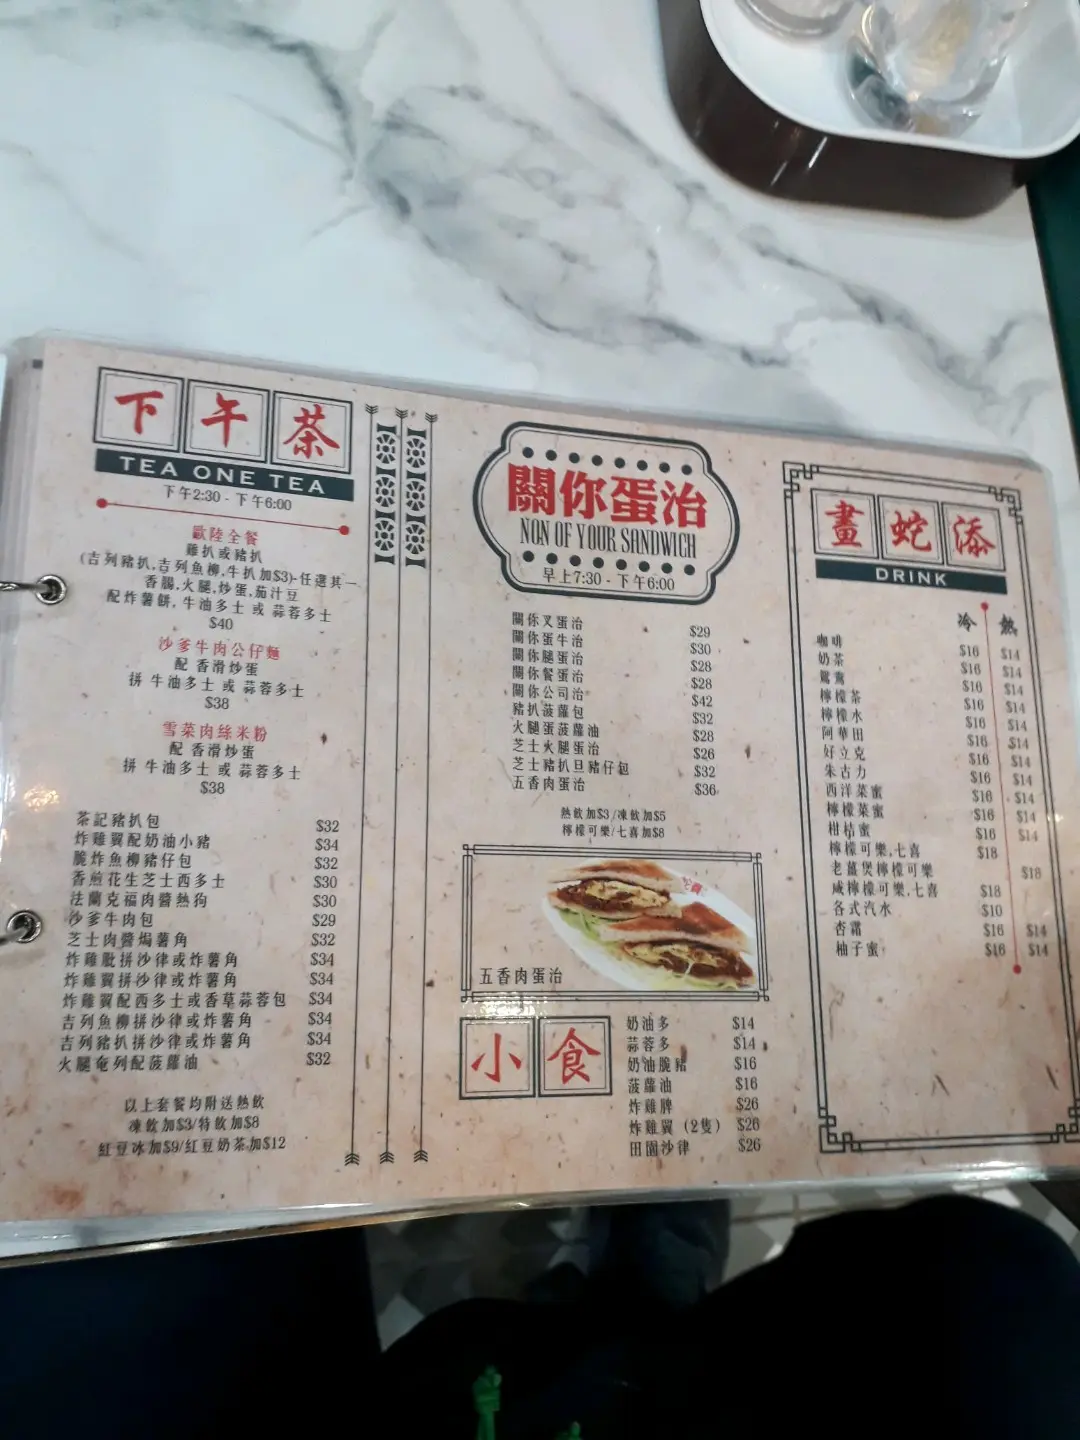 下午茶
TEA ONE TEA
下午2:30 - 下午6:00
歐陸全餐
雞扒或豬扒
(吉列豬扒,吉列魚柳,牛扒加$3)-任選其一
香腸,火腿,炒蛋,茄汁豆
配炸薯餅, 牛油多士 或 蒜蓉多士
$40
沙爹牛肉公仔麵
配 香滑炒蛋
拼 牛油多士 或 蒜蓉多士
$38
雪菜肉絲米粉
配 香滑炒蛋
拼 牛油多士 或 蒜蓉多士
$38
茶記豬扒包 $32
炸雞翼配奶油小豬 $34
脆炸魚柳豬仔包 $32
香煎花生芝士西多士 $30
法蘭克福肉醬熱狗 $30
沙爹牛肉包 $29
芝士肉醬焗薯角 $32
炸雞肶拼沙律或炸薯角 $34
炸雞翼拼沙律或炸薯角 $34
炸雞翼配西多士或香草蒜蓉包 $34
吉列魚柳拼沙律或炸薯角 $34
吉列豬扒拼沙律或炸薯角 $34
火腿奄列配菠蘿油 $32
以上套餐均附送熱飲
凍飲加$3/特飲加$8
紅豆冰加$9/紅豆奶茶加$12
關你蛋治
NON OF YOUR SANDWICH
早上7:30 - 下午6:00
關你叉蛋治 $29
關你蛋牛治 $30
關你腿蛋治 $28
關你餐蛋治 $28
關你公司治 $42
豬扒菠蘿包 $32
火腿蛋菠蘿油 $28
芝士火腿蛋治 $26
芝士豬扒旦豬仔包 $32
五香肉蛋治 $36
熱飲加$3/凍飲加$5
檸檬可樂/七喜加$8
五香肉蛋治
小食
奶油多 $14
蒜蓉多 $14
奶油脆豬 $16
菠蘿油 $16
炸雞脾 $26
炸雞翼 (2隻) $26
田園沙律 $26
畫蛇添
DRINK
冷 熱
咖啡 $16 $14
奶茶 $16 $14
鴛鴦 $16 $14
檸檬茶 $16 $14
檸檬水 $16 $14
阿華田 $16 $14
好立克 $16 $14
朱古力 $16 $14
西洋菜蜜 $16 $14
檸檬菜蜜 $16 $14
柑桔蜜 $16 $14
檸檬可樂,七喜 $18
老薑煲檸檬可樂 $18
咸檸檬可樂,七喜 $18
各式汽水 $10
杏霜 $16 $14
柚子蜜 $16 $14